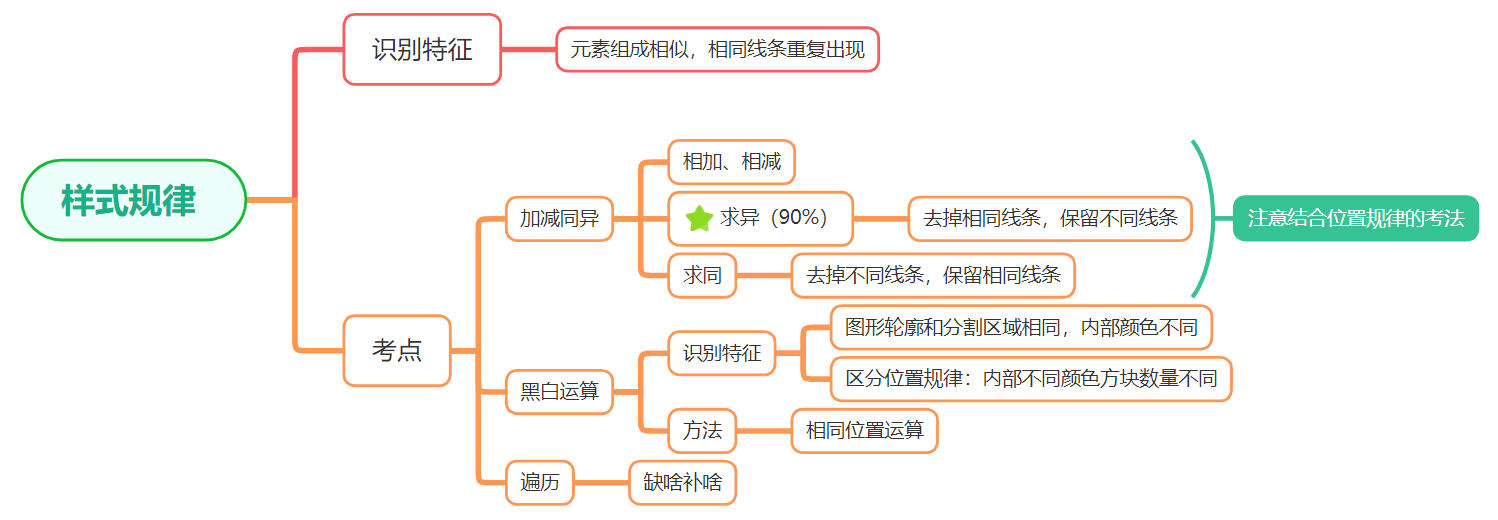 样式规律
识别特征
元素组成相似，相同线条重复出现
考点
加减同异
相加、相减
求异（90%）
去掉相同线条，保留不同线条
求同
去掉不同线条，保留相同线条
注意结合位置规律的考法
黑白运算
识别特征
图形轮廓和分割区域相同，内部颜色不同
区分位置规律：内部不同颜色方块数量不同
方法
相同位置运算
遍历
缺啥补啥